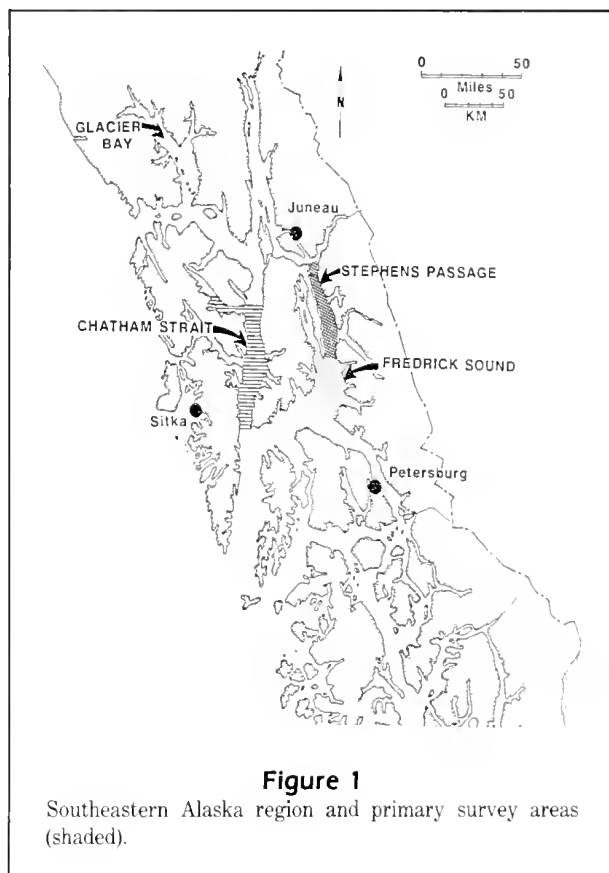 0 50
Miles
0 50
KM
N
GLACIER
BAY
Juneau
STEPHENS PASSAGE
CHATHAM STRAIT
FREDRICK SOUND
Sitka
Petersburg
Figure 1
Southeastern Alaska region and primary survey areas
(shaded).